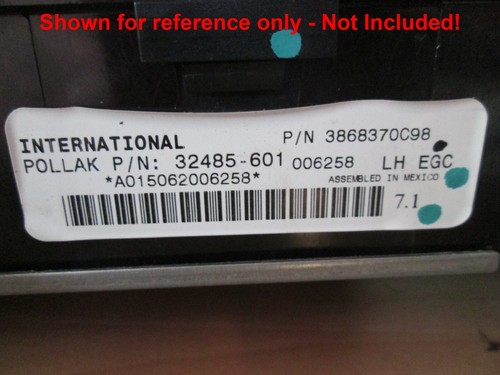 Shown for reference only - Not Included!
INTERNATIONAL P/N 3868370C98
POLLAK P/N: 32485-601 006258 LH EGC
*A015062006258* ASSEMBLED IN MEXICO
7.1